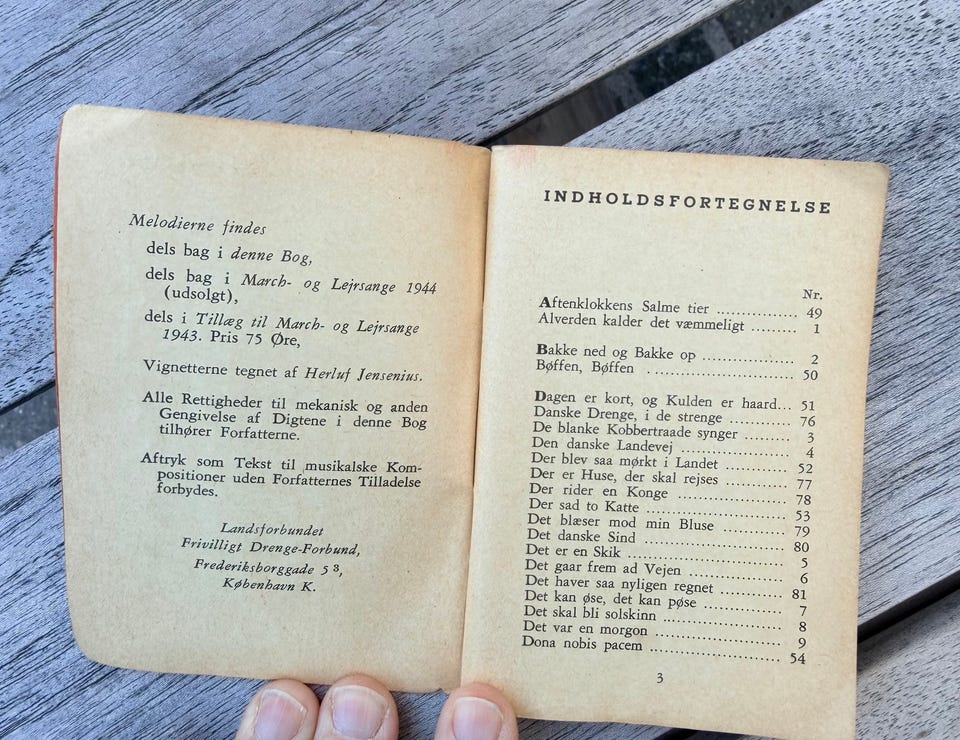 Melodierne findes
dels bag i denne Bog,
dels bag i March- og Lejrsange 1944
(udsolgt),
dels i Tillæg til March- og Lejrsange
1943. Pris 75 Øre,
Vignetterne tegnet af Herluf Jensenius.
Alle Rettigheder til mekanisk og anden
Gengivelse af Digtene i denne Bog
tilhører Forfatterne.
Aftryk som Tekst til musikalske Kom-
positioner uden Forfatternes Tilladelse
forbydes.
Landsforbundet
Frivilligt Drenge-Forbund,
Frederiksborggade 5 ³,
København K.
INDHOLDSFORTEGNELSE
Nr.
Aftenklokkens Salme tier ................ 49
Alverden kalder det væmmeligt ......... 1
Bakke ned og Bakke op .................. 2
Bøffen, Bøffen ............................. 50
Dagen er kort, og Kulden er haard... 51
Danske Drenge, i de strenge ............ 76
De blanke Kobbertraade synger ......... 3
Den danske Landevej ..................... 4
Der blev saa mørkt i Landet ............ 52
Der er Huse, der skal rejses ............ 77
Der rider en Konge ........................ 78
Der sad to Katte ........................... 53
Det blæser mod min Bluse ............... 79
Det danske Sind ........................... 80
Det er en Skik .............................. 5
Det gaar frem ad Vejen .................. 6
Det haver saa nyligen regnet ............ 81
Det kan øse, det kan pøse ............... 7
Det skal bli solskinn ..................... 8
Det var en morgon ........................ 9
Dona nobis pacem ........................ 54
3